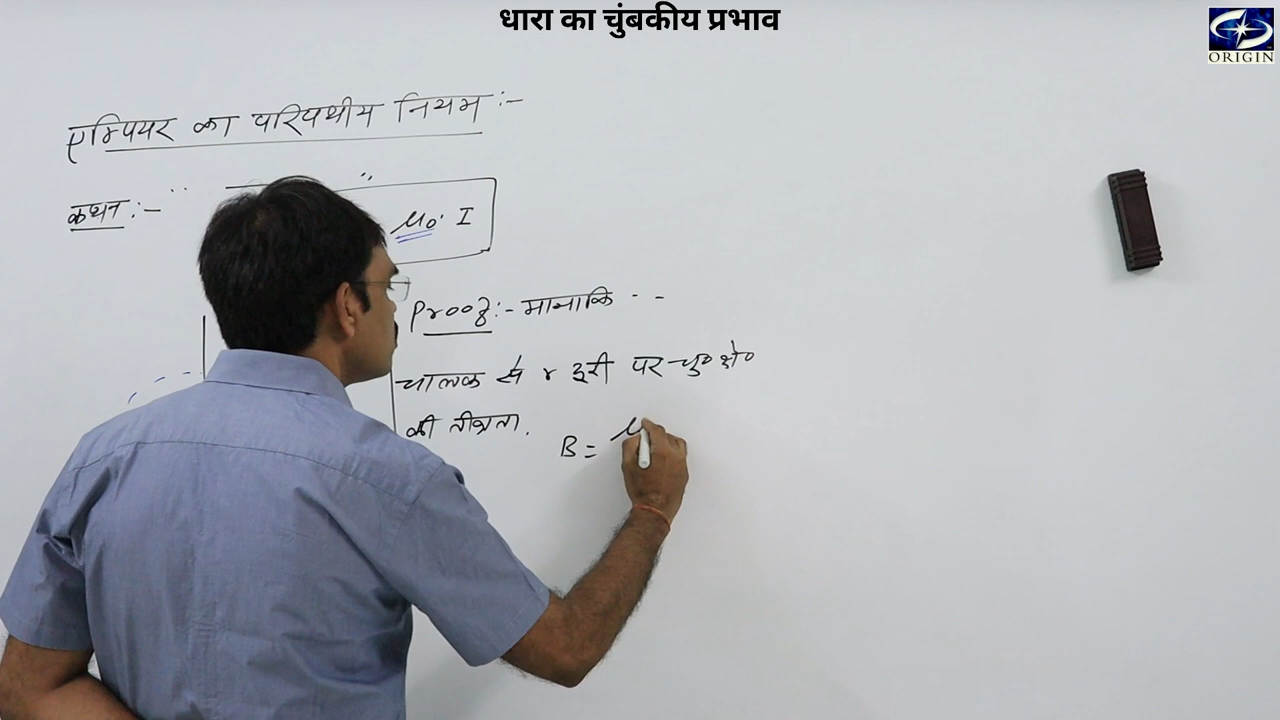 धारा का चुंबकीय प्रभाव
ORIGIN
एम्पियर का परिपथीय नियम :-
कथन :- " "
μ₀ I
Proof :- मानाकि - -
चालक से r दूरी पर चु० क्षे०
की तीव्रता.
B = μ